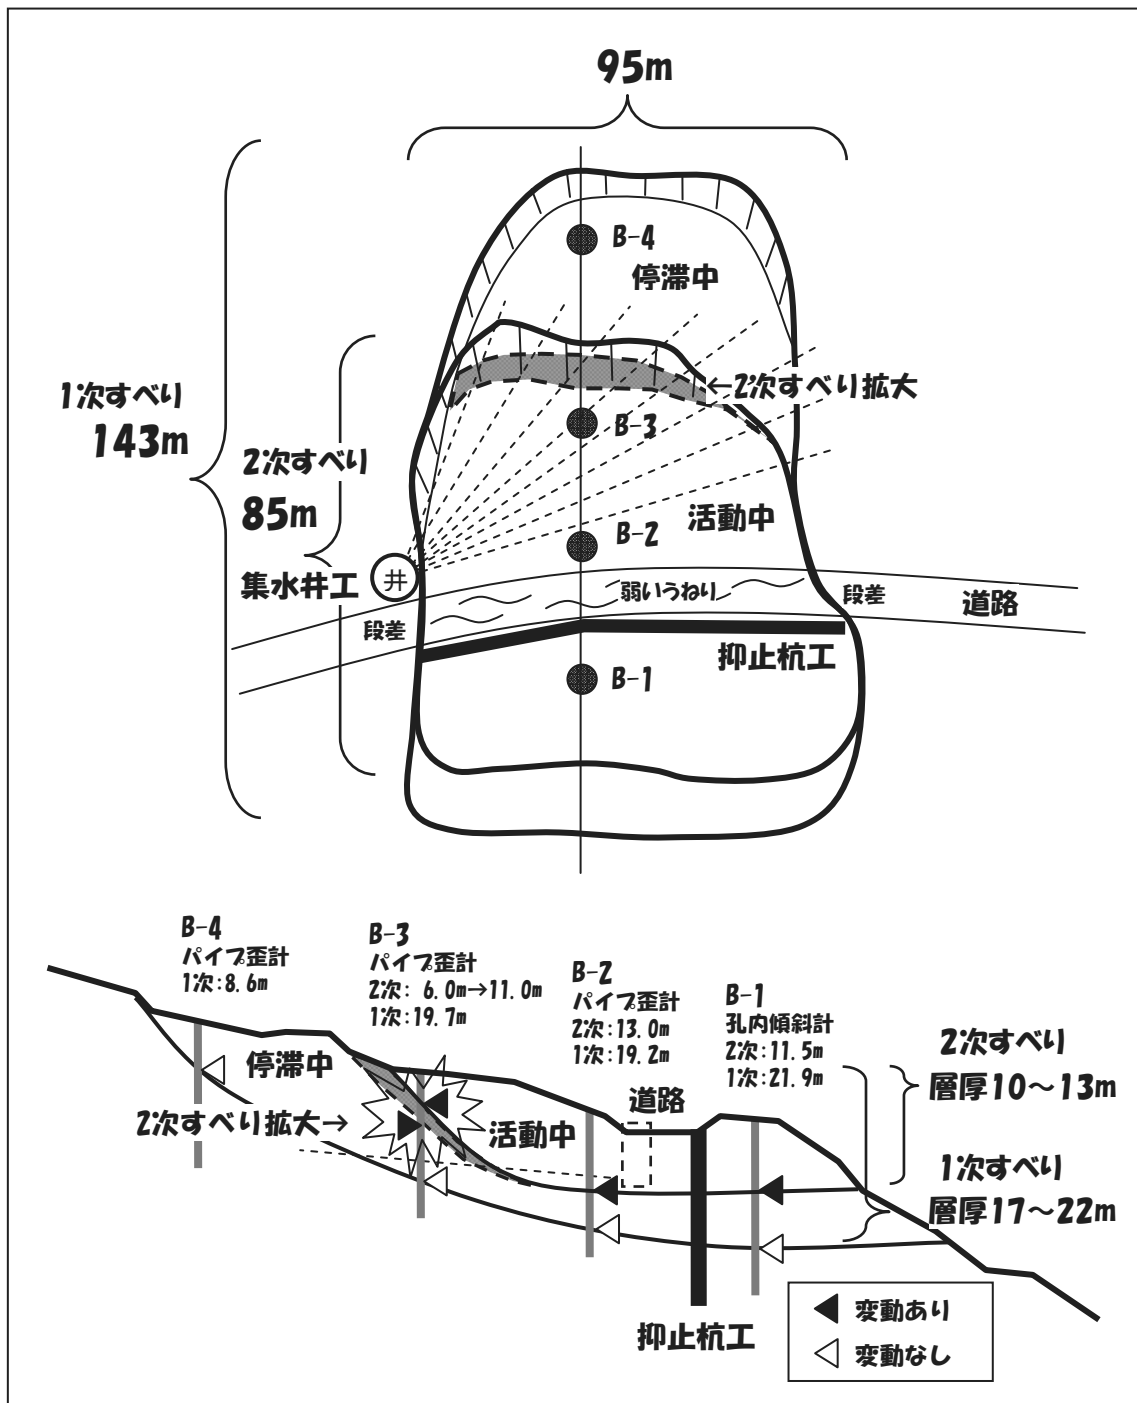 95m
B-4
停滞中
1次すべり
143m
←2次すべり拡大
B-3
2次すべり
85m
活動中
B-2
集水井工
井
弱いうねり
段差
道路
段差
抑止杭工
B-1
B-4
パイプ歪計
1次:8.6m
B-3
パイプ歪計
2次: 6.0m→11.0m
1次:19.7m
B-2
パイプ歪計
2次:13.0m
1次:19.2m
B-1
孔内傾斜計
2次:11.5m
1次:21.9m
2次すべり
層厚10～13m
停滞中
道路
2次すべり拡大→
活動中
1次すべり
層厚17～22m
抑止杭工
変動あり
変動なし